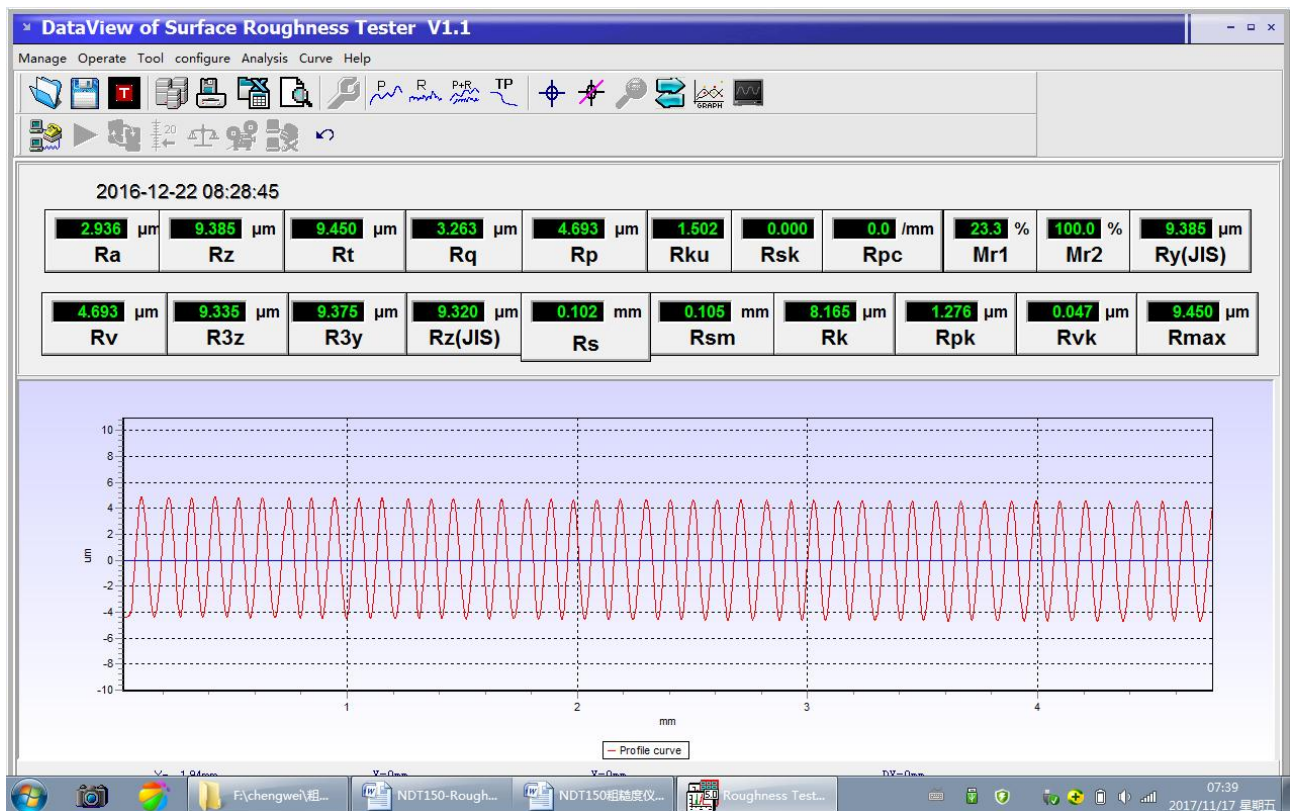 DataView of Surface Roughness Tester V1.1
Manage Operate Tool configure Analysis Curve Help
T P R P+R TP GRAPH
20
2016-12-22 08:28:45
2.936 μm 9.385 μm 9.450 μm 3.263 μm 4.693 μm 1.502 0.000 0.0 /mm 23.3 % 100.0 % 9.385 μm
Ra Rz Rt Rq Rp Rku Rsk Rpc Mr1 Mr2 Ry(JIS)
4.693 μm 9.335 μm 9.375 μm 9.320 μm 0.102 mm 0.105 mm 8.165 μm 1.276 μm 0.047 μm 9.450 μm
Rv R3z R3y Rz(JIS) Rs Rsm Rk Rpk Rvk Rmax
10
8
6
4
2
0
-2
-4
-6
-8
-10
um
1 2 3 4
mm
Profile curve
F:\chengwei\粗... NDT150-Rough... NDT150粗糙度仪... Roughness Test...
07:39
2017/11/17 星期五